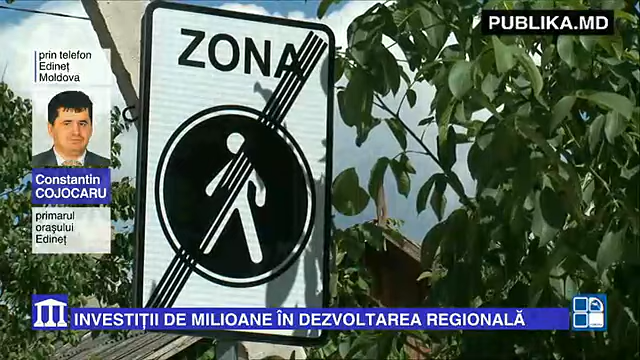 PUBLIKA.MD
ZONA
prin telefon
Edineț
Moldova
Constantin
COJOCARU
primarul
orașului
Edineț
INVESTIȚII DE MILIOANE ÎN DEZVOLTAREA REGIONALĂ